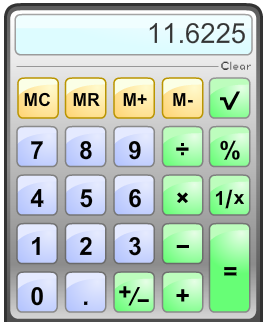 11.6225
Clear
MC MR M+ M- √
7 8 9 ÷ %
4 5 6 × 1/x
1 2 3 −
0 . +/− + =